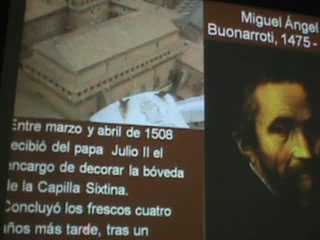 Miguel Ángel
Buonarroti, 1475 -
Entre marzo y abril de 1508
ecibió del papa Julio II el
encargo de decorar la bóveda
de la Capilla Sixtina.
Concluyó los frescos cuatro
años más tarde, tras un